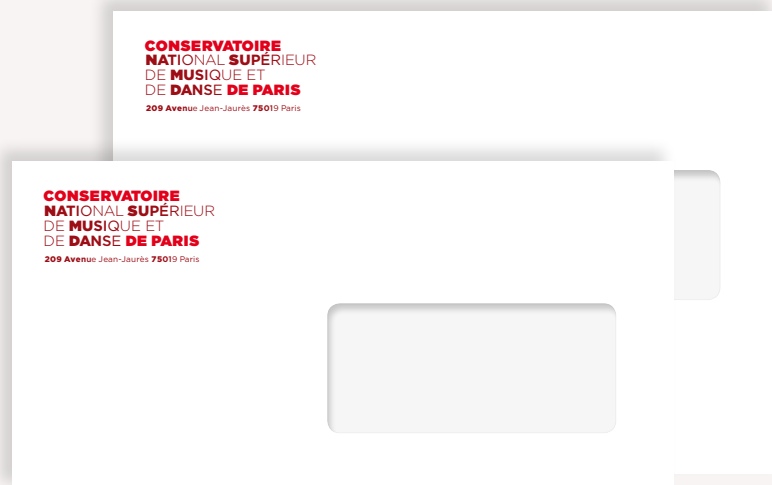 CONSERVATOIRE
NATIONAL SUPÉRIEUR
DE MUSIQUE ET
DE DANSE DE PARIS
209 Avenue Jean-Jaurès 75019 Paris
CONSERVATOIRE
NATIONAL SUPÉRIEUR
DE MUSIQUE ET
DE DANSE DE PARIS
209 Avenue Jean-Jaurès 75019 Paris